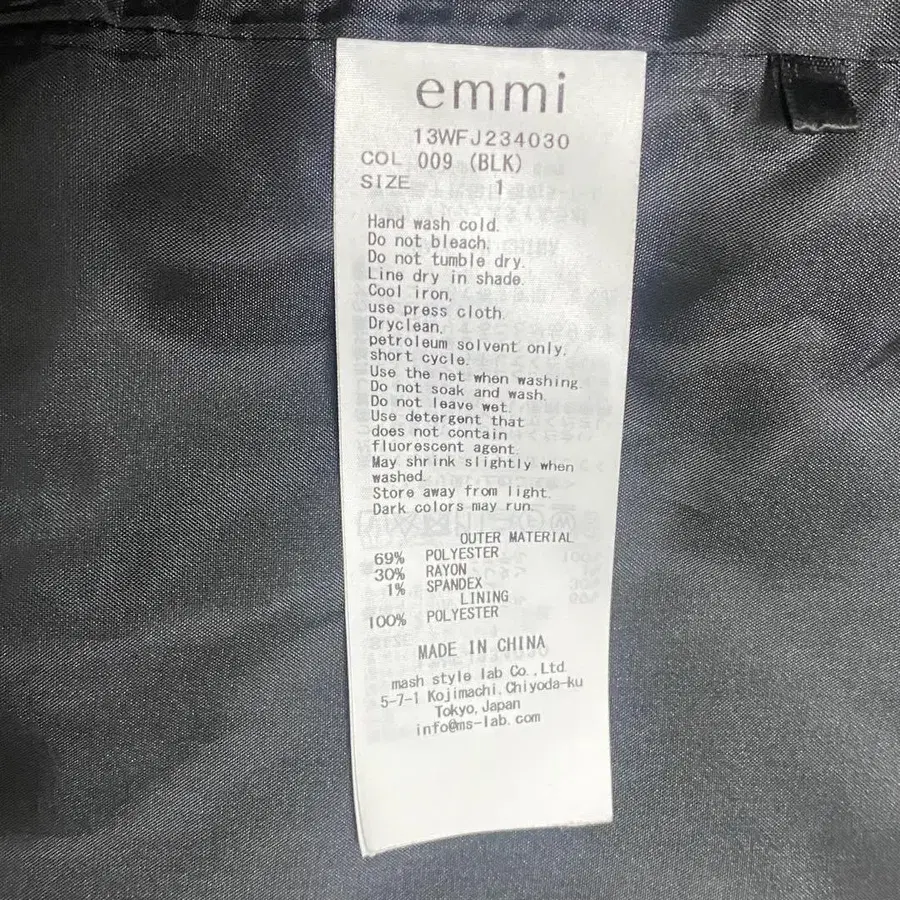 emmi
13WFJ234030
COL 009 (BLK)
SIZE 1
Hand wash cold.
Do not bleach.
Do not tumble dry.
Line dry in shade.
Cool iron,
use press cloth.
Dryclean,
petroleum solvent only,
short cycle.
Use the net when washing.
Do not soak and wash.
Do not leave wet.
Use detergent that
does not contain
fluorescent agent.
May shrink slightly when
washed.
Store away from light.
Dark colors may run.
OUTER MATERIAL
69% POLYESTER
30% RAYON
1% SPANDEX
LINING
100% POLYESTER
MADE IN CHINA
mash style lab Co.,Ltd.
5-7-1 Kojimachi,Chiyoda-ku
Tokyo,Japan
info@ms-lab.com